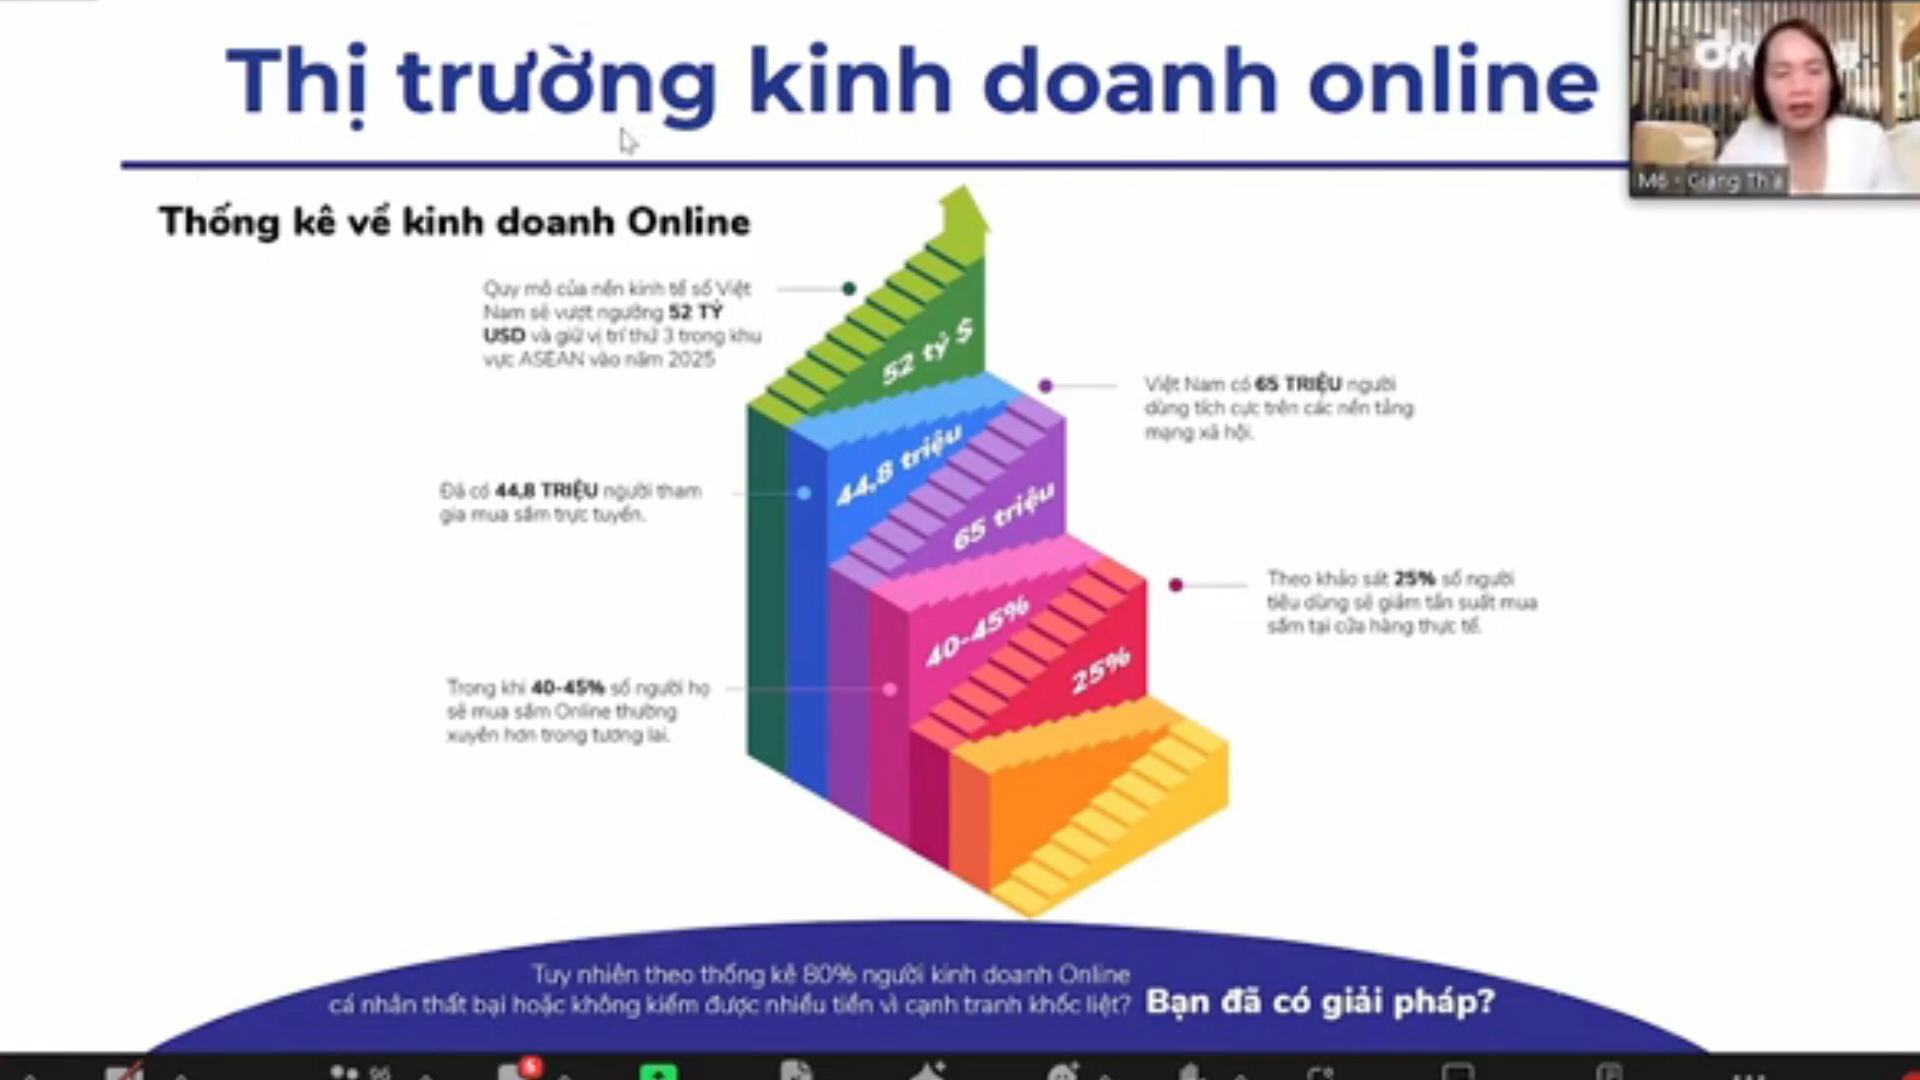 Thị trường kinh doanh online
M6 - Giang Th
Thống kê về kinh doanh Online
Quy mô của nền kinh tế số Việt
Nam sẽ vượt ngưỡng 52 TỶ
USD và giữ vị trí thứ 3 trong khu
vực ASEAN vào năm 2025
52 tỷ $
Việt Nam có 65 TRIỆU người
dùng tích cực trên các nền tảng
mạng xã hội.
44,8 triệu
Đã có 44,8 TRIỆU người tham
gia mua sắm trực tuyến.
65 triệu
Theo khảo sát 25% số người
tiêu dùng sẽ giảm tần suất mua
sắm tại cửa hàng thực tế.
40-45%
25%
Trong khi 40-45% số người họ
sẽ mua sắm Online thường
xuyên hơn trong tương lai.
Tuy nhiên theo thống kê 80% người kinh doanh Online
cá nhân thất bại hoặc không kiếm được nhiều tiền vì cạnh tranh khốc liệt?
Bạn đã có giải pháp?
6
96